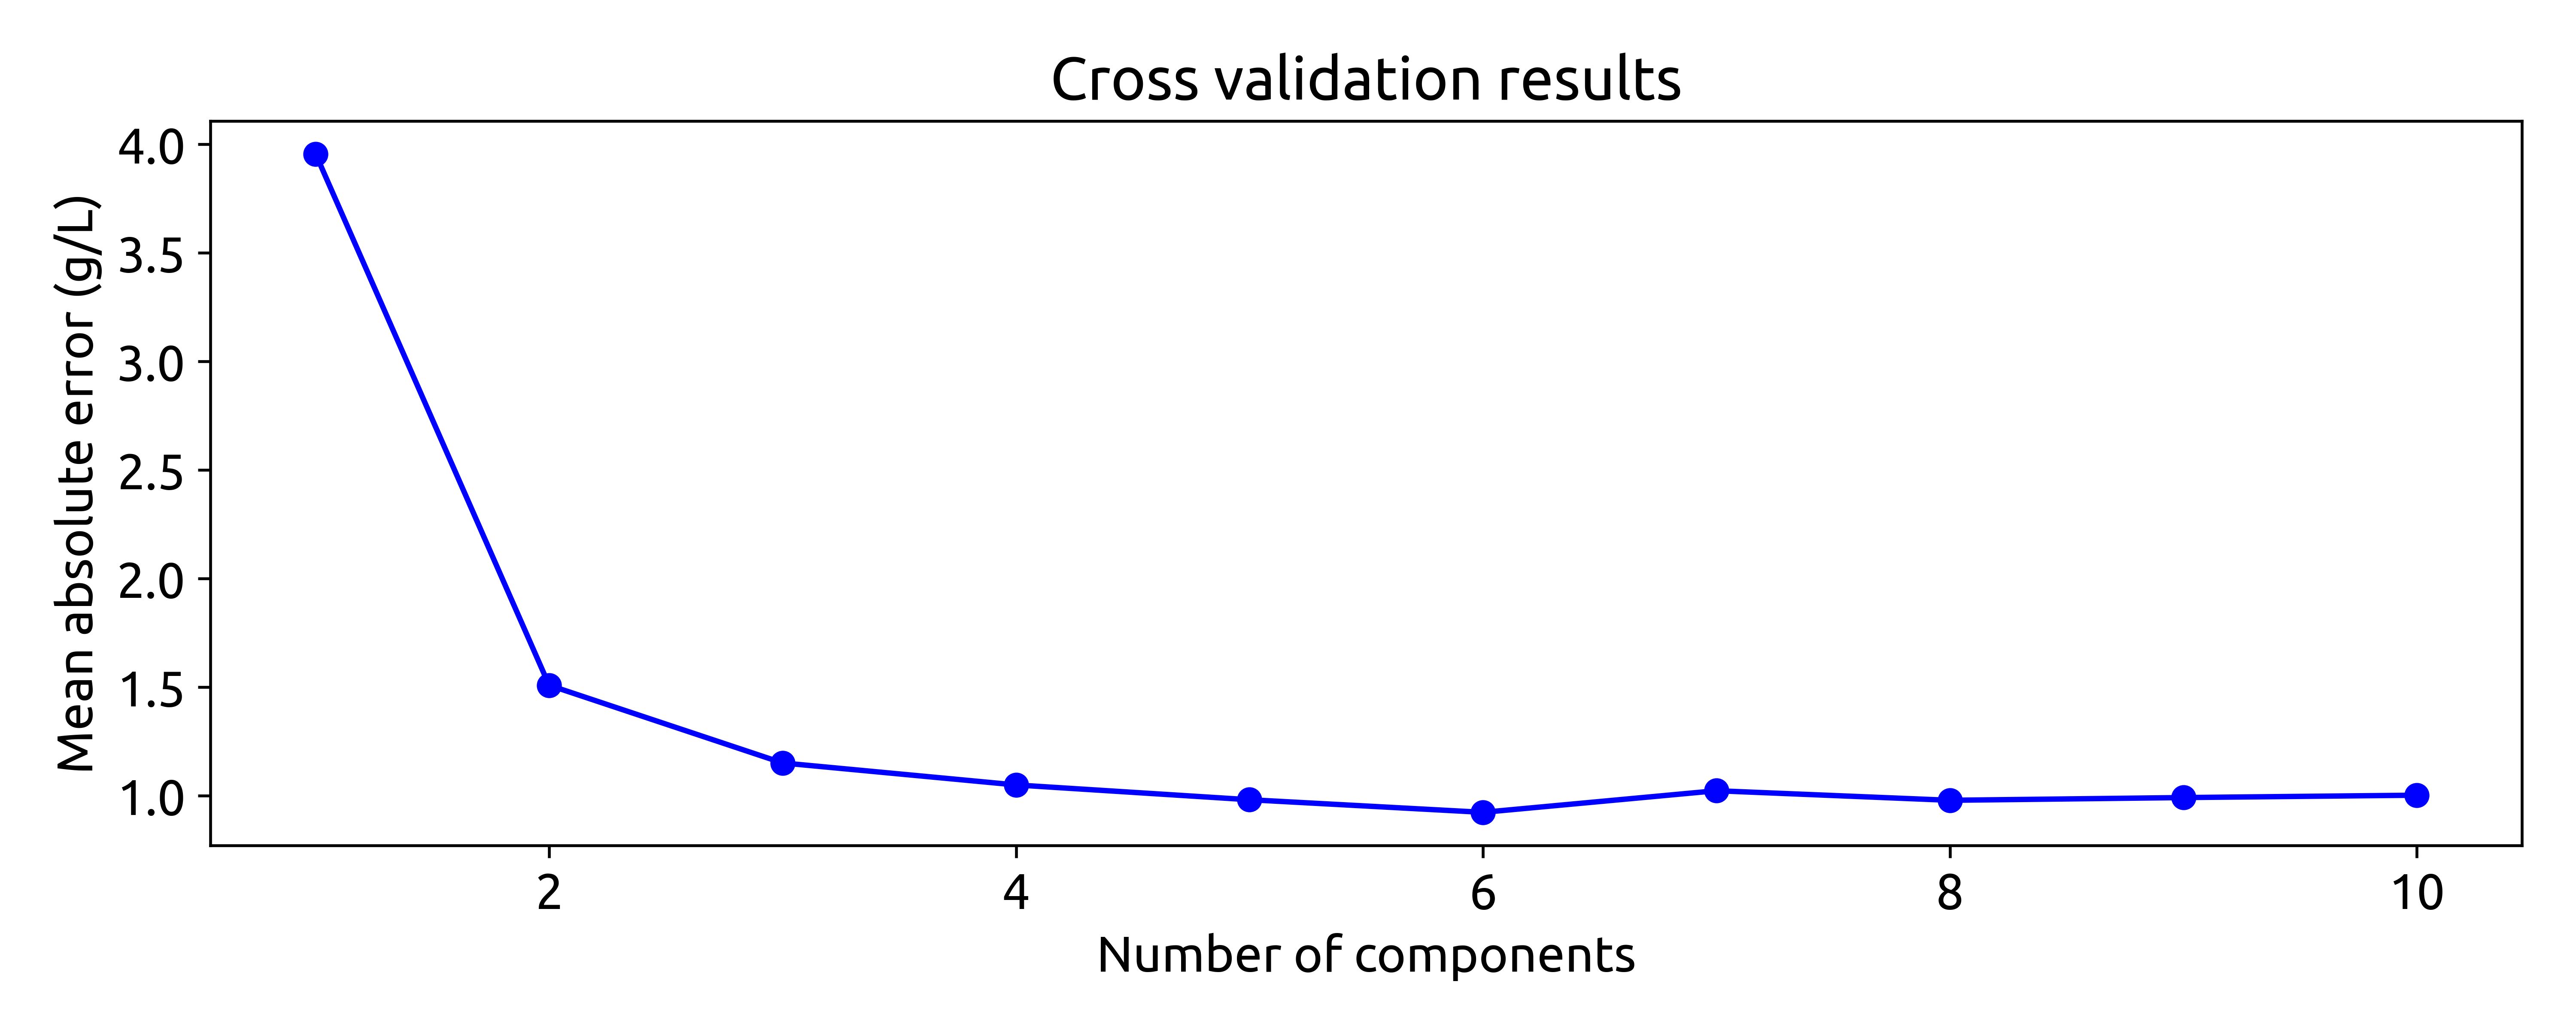 Cross validation results
Mean absolute error (g/L)
4.0
3.5
3.0
2.5
2.0
1.5
1.0
2 4 6 8 10
Number of components